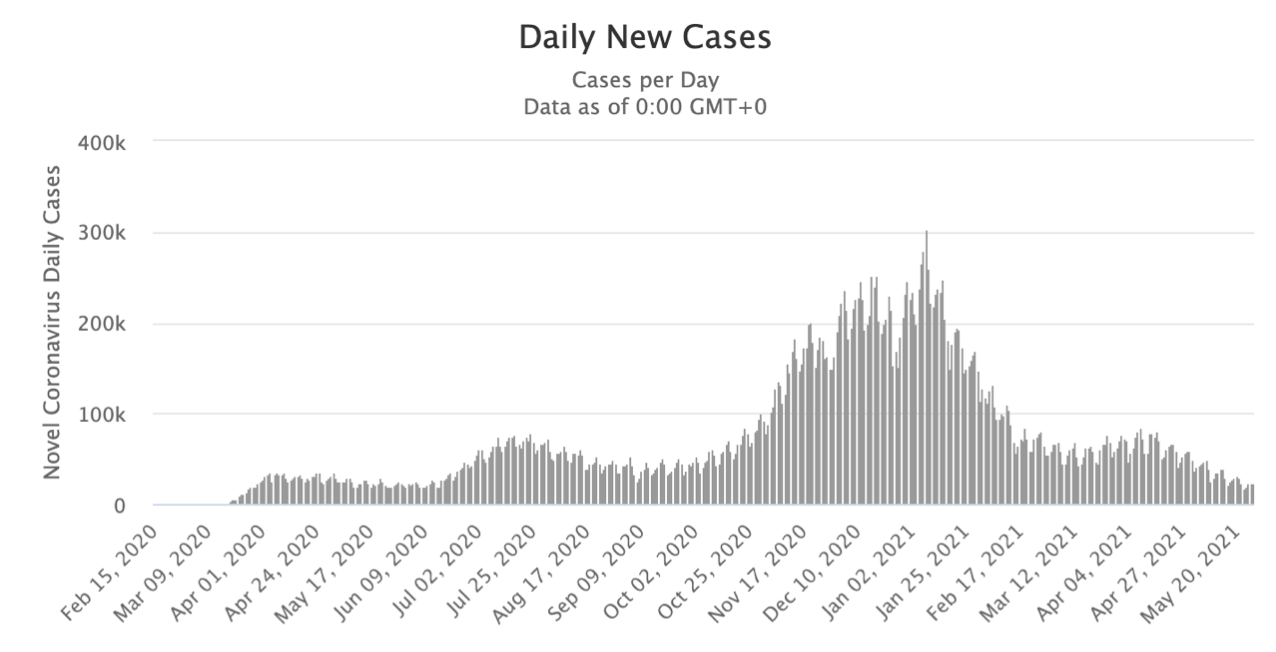 Daily New Cases
Cases per Day
Data as of 0:00 GMT+0
Novel Coronavirus Daily Cases
400k
300k
200k
100k
0
Feb 15, 2020
Mar 09, 2020
Apr 01, 2020
Apr 24, 2020
May 17, 2020
Jun 09, 2020
Jul 02, 2020
Jul 25, 2020
Aug 17, 2020
Sep 09, 2020
Oct 02, 2020
Oct 25, 2020
Nov 17, 2020
Dec 10, 2020
Jan 02, 2021
Jan 25, 2021
Feb 17, 2021
Mar 12, 2021
Apr 04, 2021
Apr 27, 2021
May 20, 2021